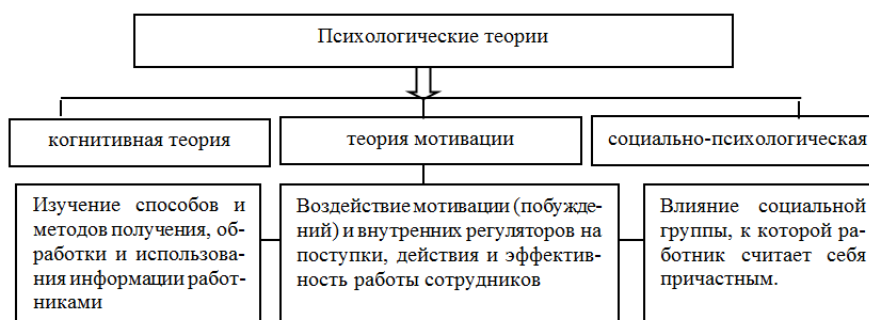 Психологические теории
когнитивная теория
теория мотивации
социально-психологическая
Изучение способов и
методов получения, об-
работки и использова-
ния информации работ-
никами
Воздействие мотивации (побужде-
ний) и внутренних регуляторов на
поступки, действия и эффектив-
ность работы сотрудников
Влияние социальной
группы, к которой ра-
ботник считает себя
причастным.